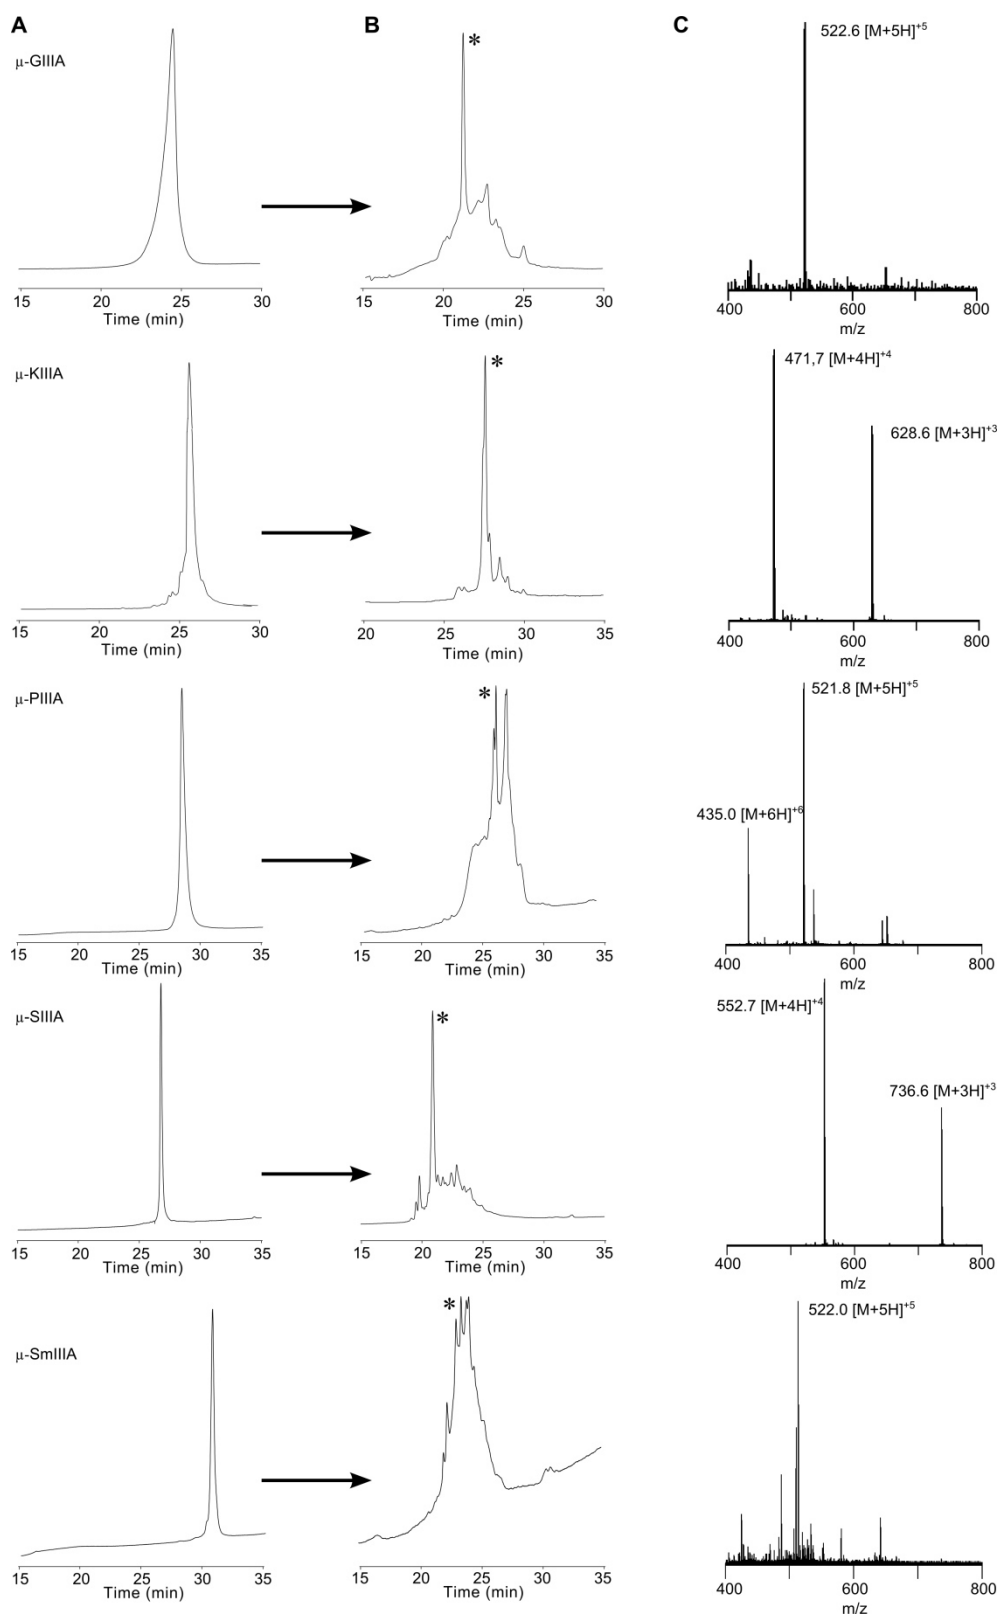 A B C
μ-GIIIA
*
522.6 [M+5H]+5
15 20 25 30
Time (min)
15 20 25 30
Time (min)
400 600 800
m/z
μ-KIIIA
*
471,7 [M+4H]+4
628.6 [M+3H]+3
15 20 25 30
Time (min)
20 25 30 35
Time (min)
400 600 800
m/z
μ-PIIIA
*
521.8 [M+5H]+5
435.0 [M+6H]+6
15 20 25 30 35
Time (min)
15 20 25 30 35
Time (min)
400 600 800
m/z
μ-SIIIA
*
552.7 [M+4H]+4
736.6 [M+3H]+3
15 20 25 30 35
Time (min)
15 20 25 30 35
Time (min)
400 600 800
m/z
μ-SmIIIA
*
522.0 [M+5H]+5
15 20 25 30 35
Time (min)
15 20 25 30 35
Time (min)
400 600 800
m/z